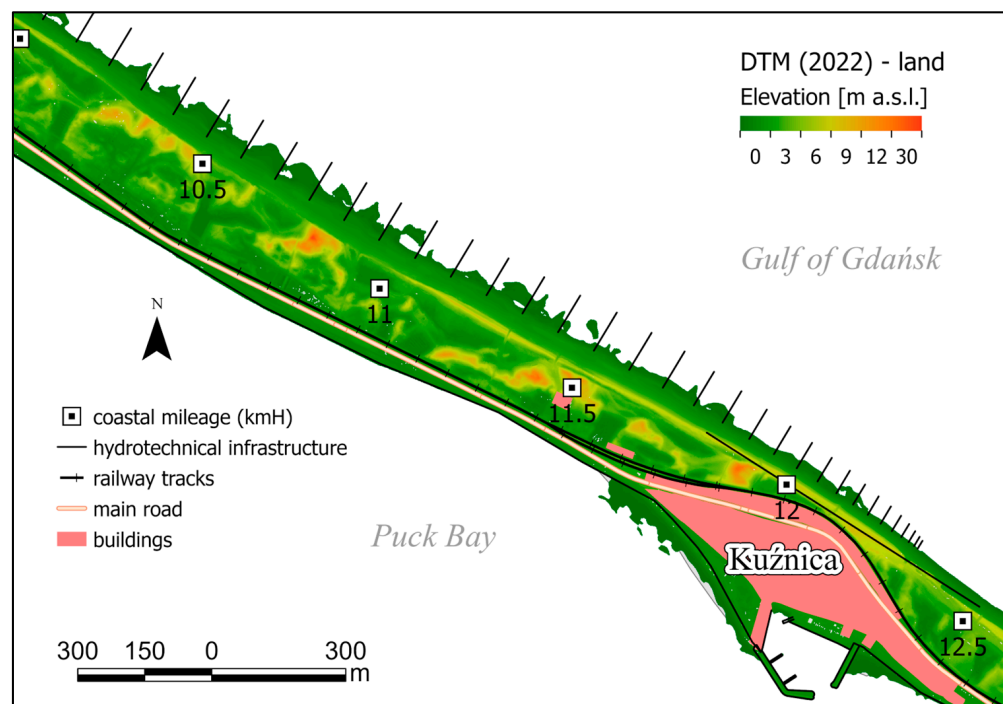 DTM (2022) - land
Elevation [m a.s.l.]
0 3 6 9 12 30
10.5
Gulf of Gdańsk
11
N
11.5
coastal mileage (kmH)
hydrotechnical infrastructure
railway tracks
main road
buildings
12
Puck Bay
Kuźnica
12.5
300 150 0 300
m